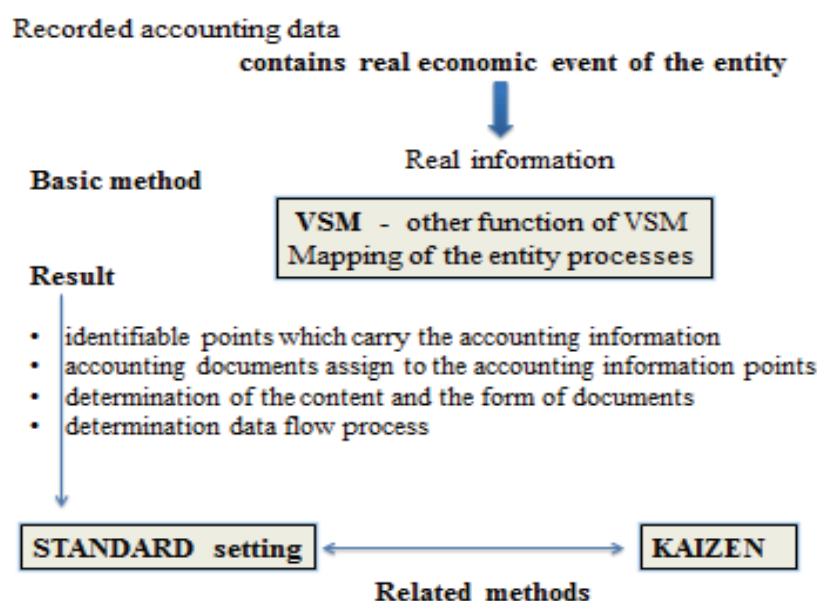 Recorded accounting data
contains real economic event of the entity
Real information
Basic method
VSM - other function of VSM
Mapping of the entity processes
Result
• identifiable points which carry the accounting information
• accounting documents assign to the accounting information points
• determination of the content and the form of documents
• determination data flow process
STANDARD setting
KAIZEN
Related methods